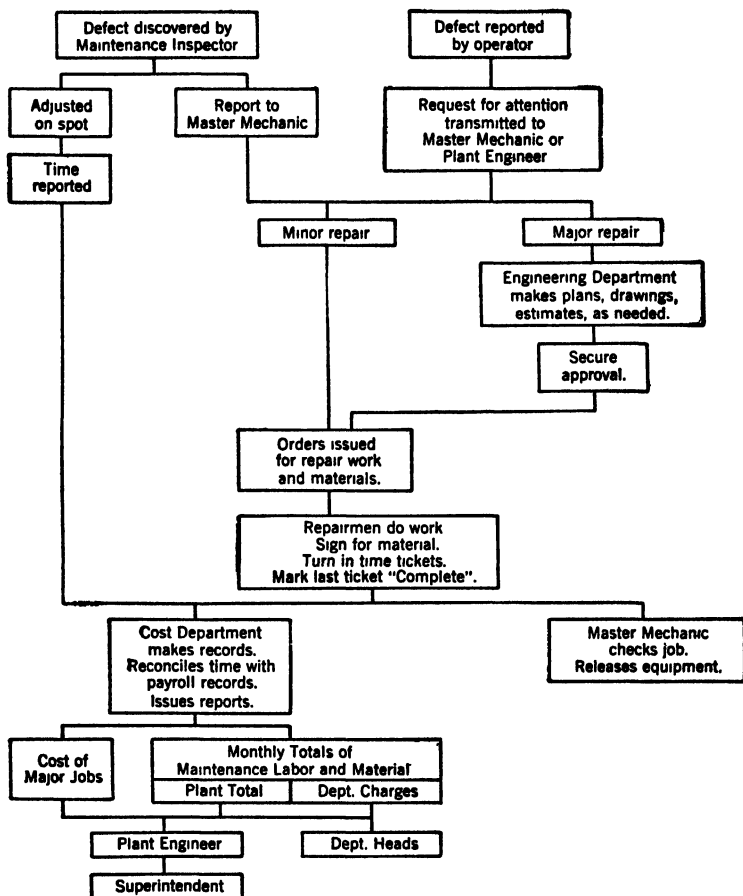 Defect discovered by
Maintenance Inspector
Defect reported
by operator
Adjusted
on spot
Report to
Master Mechanic
Request for attention
transmitted to
Master Mechanic or
Plant Engineer
Time
reported
Minor repair
Major repair
Engineering Department
makes plans, drawings,
estimates, as needed.
Secure
approval.
Orders issued
for repair work
and materials.
Repairmen do work
Sign for material.
Turn in time tickets.
Mark last ticket "Complete".
Cost Department
makes records.
Reconciles time with
payroll records.
Issues reports.
Master Mechanic
checks job.
Releases equipment.
Cost of
Major Jobs
Monthly Totals of
Maintenance Labor and Material
Plant Total
Dept. Charges
Plant Engineer
Dept. Heads
Superintendent